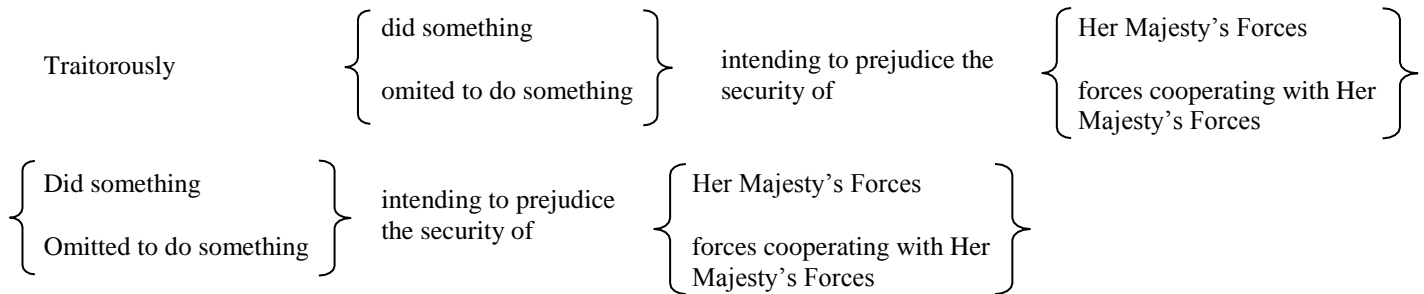 Traitorously
did something
omited to do something
intending to prejudice the
security of
Her Majesty’s Forces
forces cooperating with Her
Majesty’s Forces
Did something
Omitted to do something
intending to prejudice
the security of
Her Majesty’s Forces
forces cooperating with Her
Majesty’s Forces